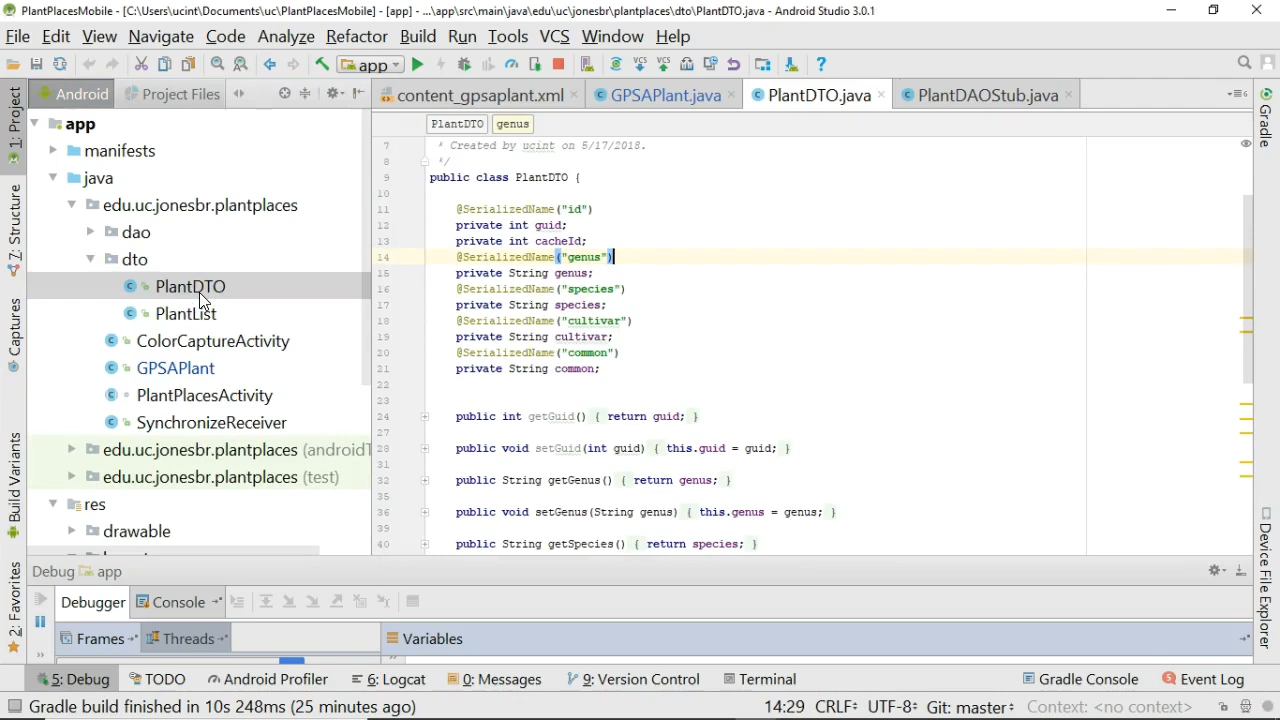 PlantPlacesMobile - [C:\Users\ucint\Documents\uc\PlantPlacesMobile] - [app] - ...\app\src\main\java\edu\uc\jonesbr\plantplaces\dto\PlantDTO.java - Android Studio 3.0.1
File Edit View Navigate Code Analyze Refactor Build Run Tools VCS Window Help
app
Android Project Files
content_gpsaplant.xml GPSAPlant.java PlantDTO.java PlantDAOStub.java
PlantDTO genus
1: Project
Z: Structure
Captures
Build Variants
2: Favorites
app
manifests
java
edu.uc.jonesbr.plantplaces
dao
dto
PlantDTO
PlantList
ColorCaptureActivity
GPSAPlant
PlantPlacesActivity
SynchronizeReceiver
edu.uc.jonesbr.plantplaces (androidT
edu.uc.jonesbr.plantplaces (test)
res
drawable
7 * Created by ucint on 5/17/2018.
8 */
9 public class PlantDTO {
10
11 @SerializedName("id")
12 private int guid;
13 private int cacheId;
14 @SerializedName("genus")
15 private String genus;
16 @SerializedName("species")
17 private String species;
18 @SerializedName("cultivar")
19 private String cultivar;
20 @SerializedName("common")
21 private String common;
22
23
24 public int getGuid() { return guid; }
27
28 public void setGuid(int guid) { this.guid = guid; }
31
32 public String getGenus() { return genus; }
35
36 public void setGenus(String genus) { this.genus = genus; }
39
40 public String getSpecies() { return species; }
Gradle
Device File Explorer
Debug app
Debugger Console
Frames Threads Variables
5: Debug TODO Android Profiler 6: Logcat 0: Messages 9: Version Control Terminal Gradle Console 5 Event Log
Gradle build finished in 10s 248ms (25 minutes ago) 14:29 CRLF UTF-8 Git: master Context: <no context>